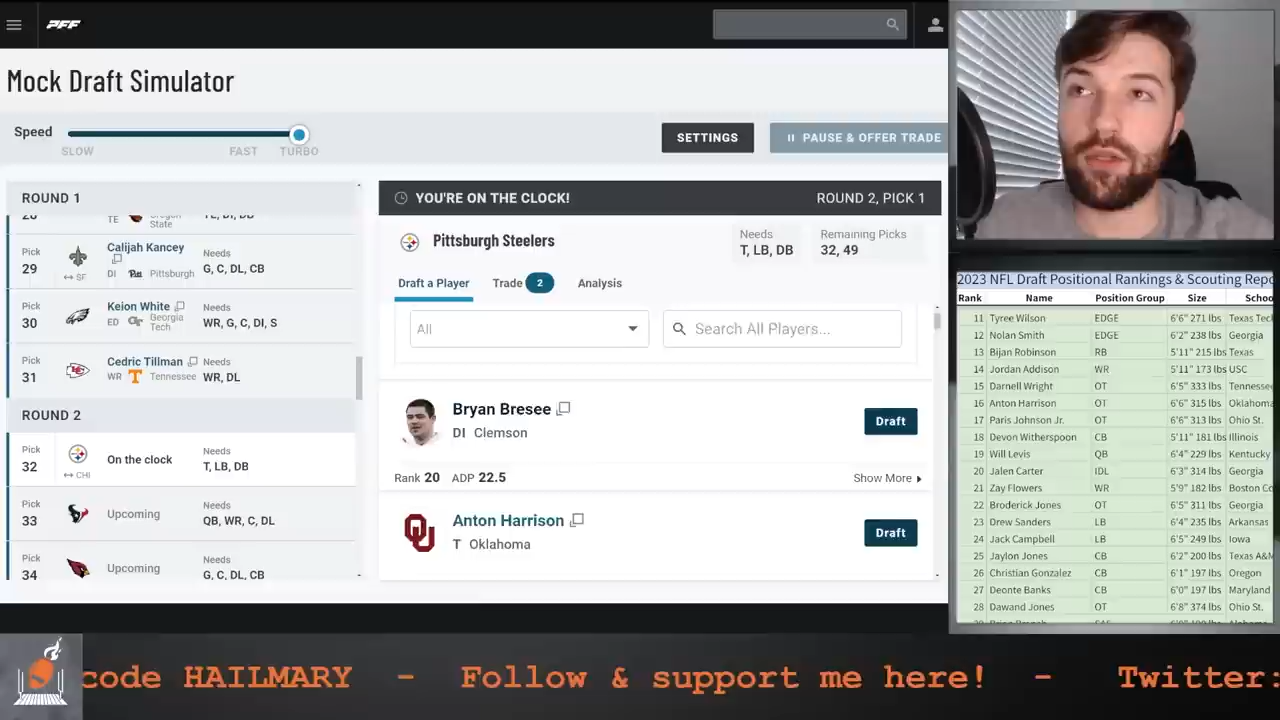 PFF
Mock Draft Simulator
Speed
SLOW
FAST
TURBO
SETTINGS
PAUSE & OFFER TRADE
ROUND 1
28
TE
Oregon State
TE, DI, DB
Pick 29
↔ SF
Calijah Kancey
DI
Pittsburgh
Needs
G, C, DL, CB
Pick 30
Keion White
ED
Georgia Tech
Needs
WR, G, C, DI, S
Pick 31
Cedric Tillman
WR
Tennessee
Needs
WR, DL
ROUND 2
Pick 32
↔ CHI
On the clock
Needs
T, LB, DB
Pick 33
Upcoming
Needs
QB, WR, C, DL
Pick 34
Upcoming
Needs
G, C, DL, CB
YOU'RE ON THE CLOCK!
ROUND 2, PICK 1
Pittsburgh Steelers
Needs
T, LB, DB
Remaining Picks
32, 49
Draft a Player
Trade 2
Analysis
All
Search All Players...
Bryan Bresee
DI Clemson
Draft
Rank 20 ADP 22.5
Show More
Anton Harrison
T Oklahoma
Draft
2023 NFL Draft Positional Rankings & Scouting Repo
Rank Name Position Group Size Schoo
11 Tyree Wilson EDGE 6'6" 271 lbs Texas Tec
12 Nolan Smith EDGE 6'2" 238 lbs Georgia
13 Bijan Robinson RB 5'11" 215 lbs Texas
14 Jordan Addison WR 5'11" 173 lbs USC
15 Darnell Wright OT 6'5" 333 lbs Tennesse
16 Anton Harrison OT 6'6" 315 lbs Oklahoma
17 Paris Johnson Jr. OT 6'6" 313 lbs Ohio St.
18 Devon Witherspoon CB 5'11" 181 lbs Illinois
19 Will Levis QB 6'4" 229 lbs Kentucky
20 Jalen Carter IDL 6'3" 314 lbs Georgia
21 Zay Flowers WR 5'9" 182 lbs Boston Co
22 Broderick Jones OT 6'5" 311 lbs Georgia
23 Drew Sanders LB 6'4" 235 lbs Arkansas
24 Jack Campbell LB 6'5" 249 lbs Iowa
25 Jaylon Jones CB 6'2" 200 lbs Texas A&M
26 Christian Gonzalez CB 6'1" 197 lbs Oregon
27 Deonte Banks CB 6'0" 197 lbs Maryland
28 Dawand Jones OT 6'8" 374 lbs Ohio St.
code HAILMARY - Follow & support me here! - Twitter: